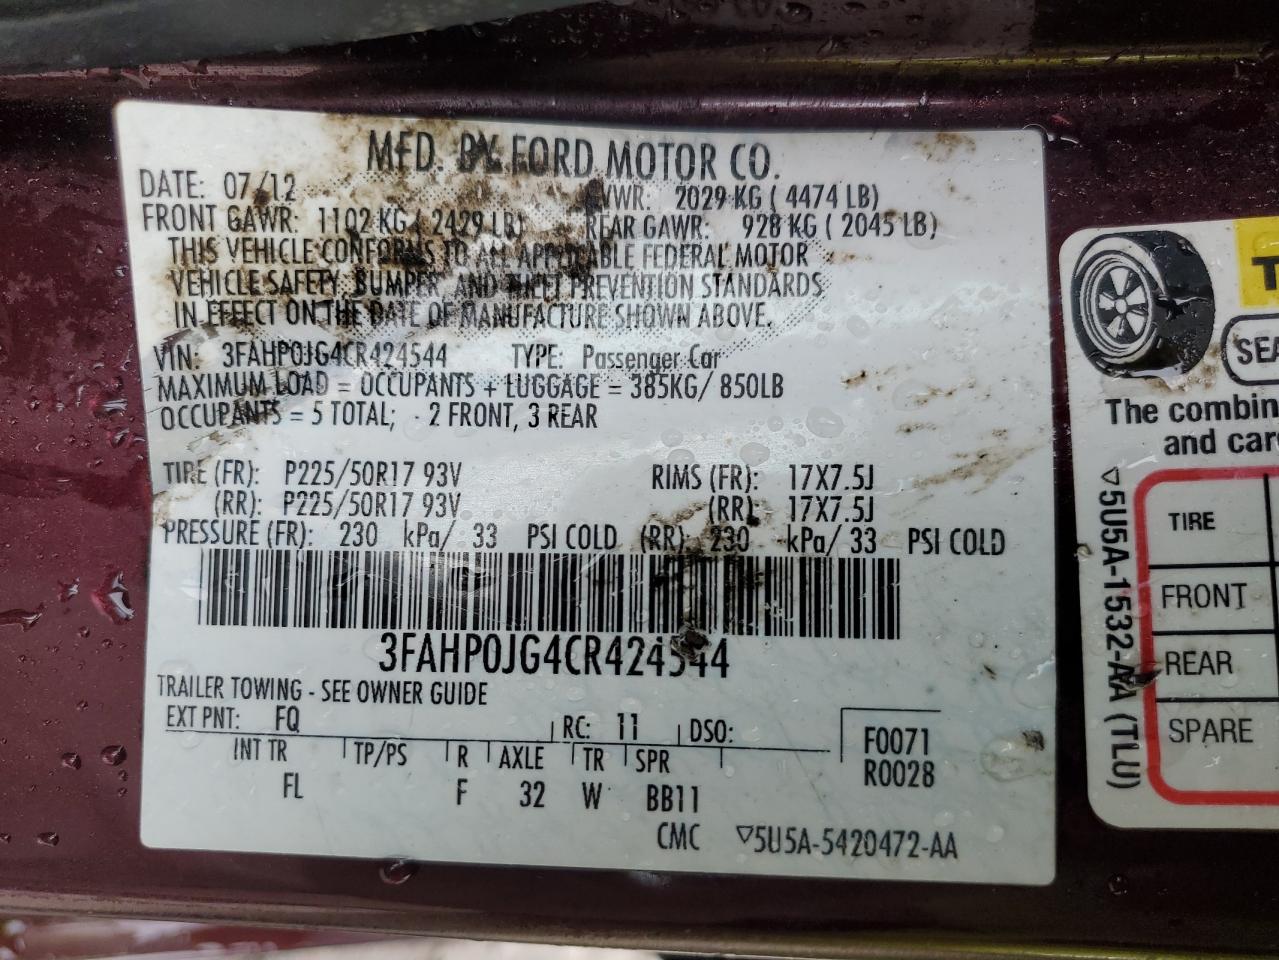 MFD. BY FORD MOTOR CO.
DATE: 07/12 GVWR: 2029 KG ( 4474 LB)
FRONT GAWR: 1102 KG ( 2429 LB) REAR GAWR: 928 KG ( 2045 LB)
THIS VEHICLE CONFORMS TO ALL APPLICABLE FEDERAL MOTOR
VEHICLE SAFETY, BUMPER, AND THEFT PREVENTION STANDARDS
IN EFFECT ON THE DATE OF MANUFACTURE SHOWN ABOVE.
VIN: 3FAHP0JG4CR424544 TYPE: Passenger Car
MAXIMUM LOAD = OCCUPANTS + LUGGAGE = 385KG/ 850LB
OCCUPANTS = 5 TOTAL; - 2 FRONT, 3 REAR
TIRE (FR): P225/50R17 93V RIMS (FR): 17X7.5J
(RR): P225/50R17 93V (RR): 17X7.5J
PRESSURE (FR): 230 kPa/ 33 PSI COLD (RR): 230 kPa/ 33 PSI COLD
3FAHP0JG4CR424544
TRAILER TOWING - SEE OWNER GUIDE
EXT PNT: FQ RC: 11 DSO: F0071
INT TR TP/PS R AXLE TR SPR R0028
FL F 32 W BB11
CMC ▽5U5A-5420472-AA
T
SEA
The combin
and carg
TIRE
FRONT
REAR
SPARE
▽5U5A-1532-AA (TLU)